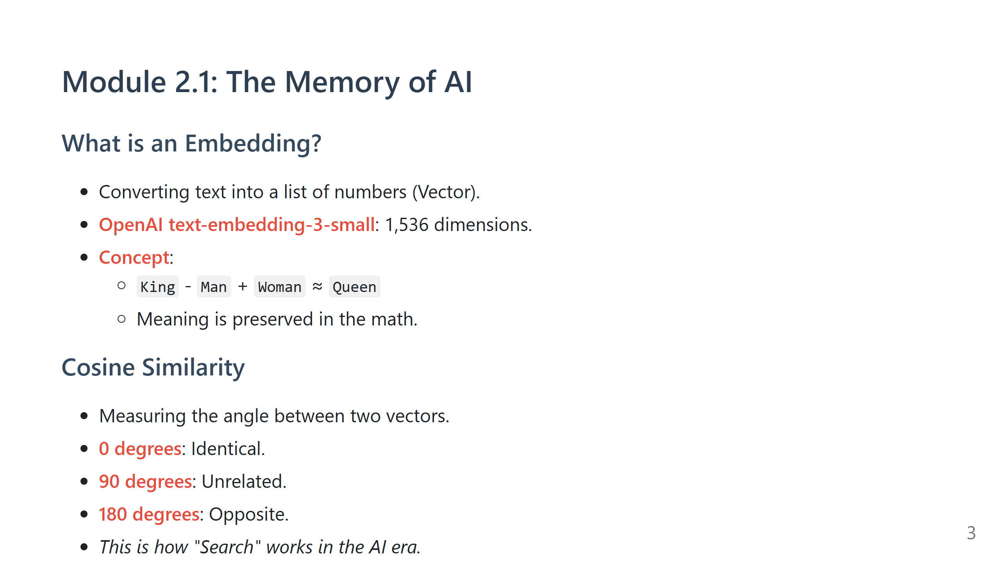 Module 2.1: The Memory of AI
What is an Embedding?
Converting text into a list of numbers (Vector).
OpenAI text-embedding-3-small: 1,536 dimensions.
Concept:
King - Man + Woman ≈ Queen
Meaning is preserved in the math.
Cosine Similarity
Measuring the angle between two vectors.
0 degrees: Identical.
90 degrees: Unrelated.
180 degrees: Opposite.
This is how "Search" works in the AI era.
3